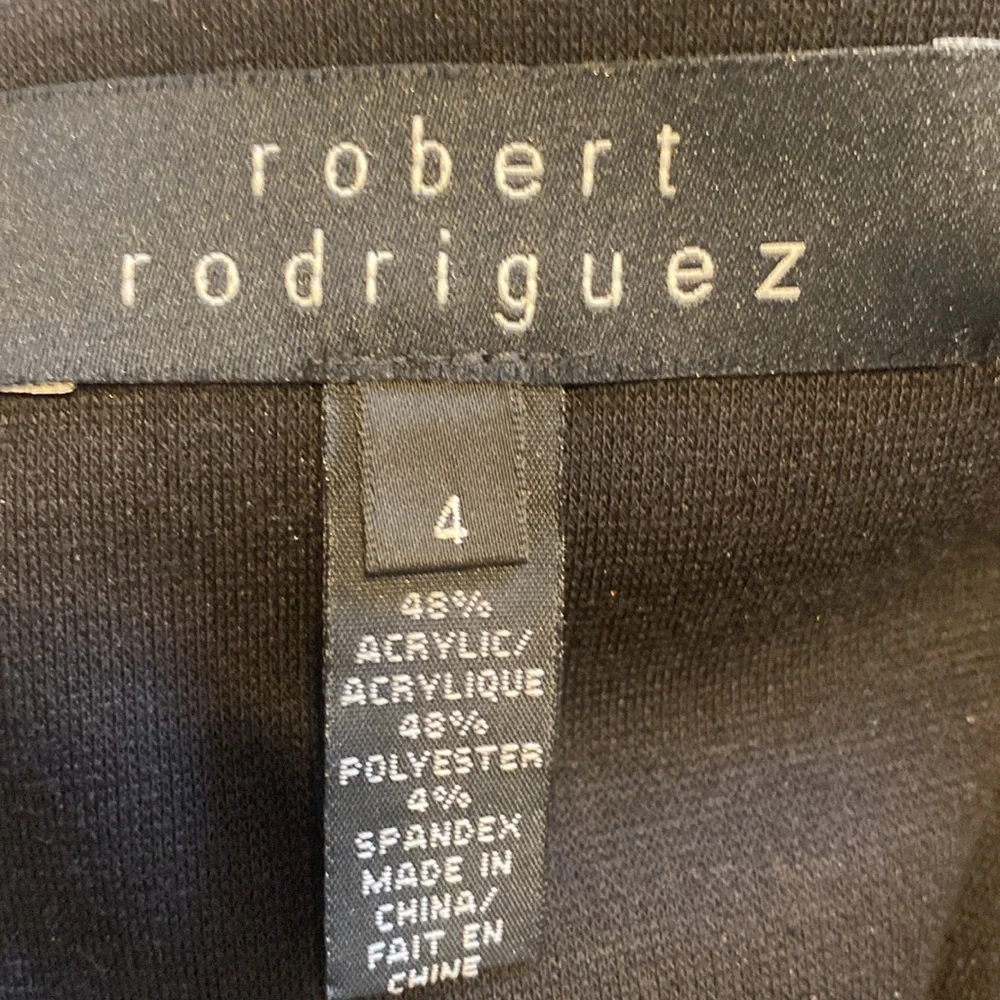 robert
rodriguez
4
48%
ACRYLIC/
ACRYLIQUE
48%
POLYESTER
4%
SPANDEX
MADE IN
CHINA/
FAIT EN
CHINE